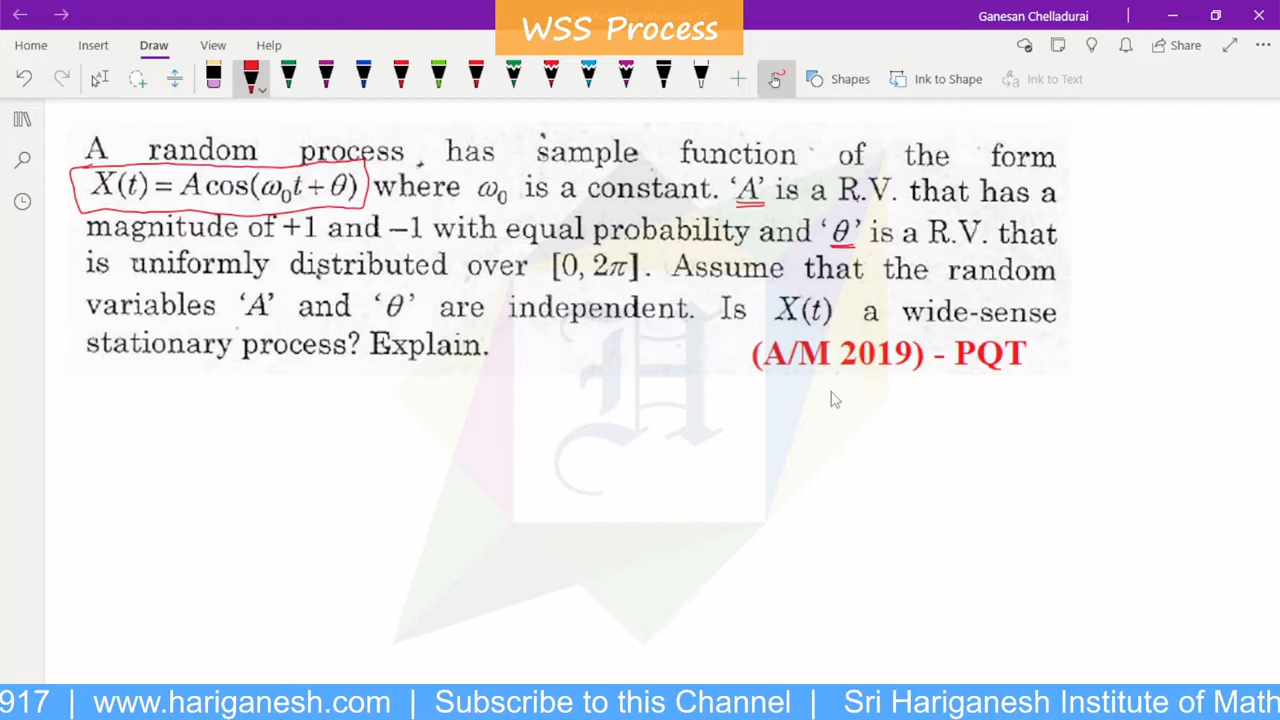 WSS Process
Ganesan Chelladurai
Home Insert Draw View Help
Share
Shapes Ink to Shape Ink to Text
A random process has sample function of the form
X(t) = A cos(ω₀t + θ) where ω₀ is a constant. ‘A’ is a R.V. that has a
magnitude of +1 and –1 with equal probability and ‘θ’ is a R.V. that
is uniformly distributed over [0, 2π]. Assume that the random
variables ‘A’ and ‘θ’ are independent. Is X(t) a wide-sense
stationary process? Explain.
(A/M 2019) - PQT
917 | www.hariganesh.com | Subscribe to this Channel | Sri Hariganesh Institute of Math